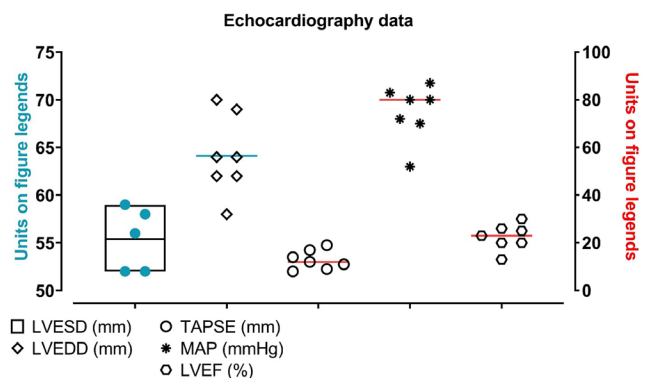 Echocardiography data
Units on figure legends
75
70
65
60
55
50
100
80
60
40
20
0
Units on figure legends
LVESD (mm)
TAPSE (mm)
LVEDD (mm)
MAP (mmHg)
LVEF (%)